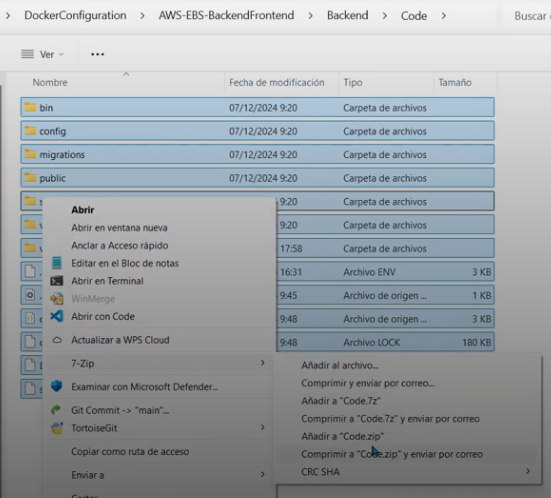 DockerConfiguration > AWS-EBS-BackendFrontend > Backend > Code > Buscar
Ver
Nombre Fecha de modificación Tipo Tamaño
bin 07/12/2024 9:20 Carpeta de archivos
config 07/12/2024 9:20 Carpeta de archivos
migrations 07/12/2024 9:20 Carpeta de archivos
public 07/12/2024 9:20 Carpeta de archivos
9:20 Carpeta de archivos
9:20 Carpeta de archivos
17:58 Carpeta de archivos
16:31 Archivo ENV 3 KB
9:45 Archivo de origen ... 1 KB
9:48 Archivo de origen ... 3 KB
9:48 Archivo LOCK 180 KB
Abrir
Abrir en ventana nueva
Anclar a Acceso rápido
Editar en el Bloc de notas
Abrir en Terminal
WinMerge
Abrir con Code
Actualizar a WPS Cloud
7-Zip
Examinar con Microsoft Defender...
Git Commit -> "main"...
TortoiseGit
Copiar como ruta de acceso
Enviar a
Cortar
Añadir al archivo...
Comprimir y enviar por correo...
Añadir a "Code.7z"
Comprimir a "Code.7z" y enviar por correo
Añadir a "Code.zip"
Comprimir a "Code.zip" y enviar por correo
CRC SHA